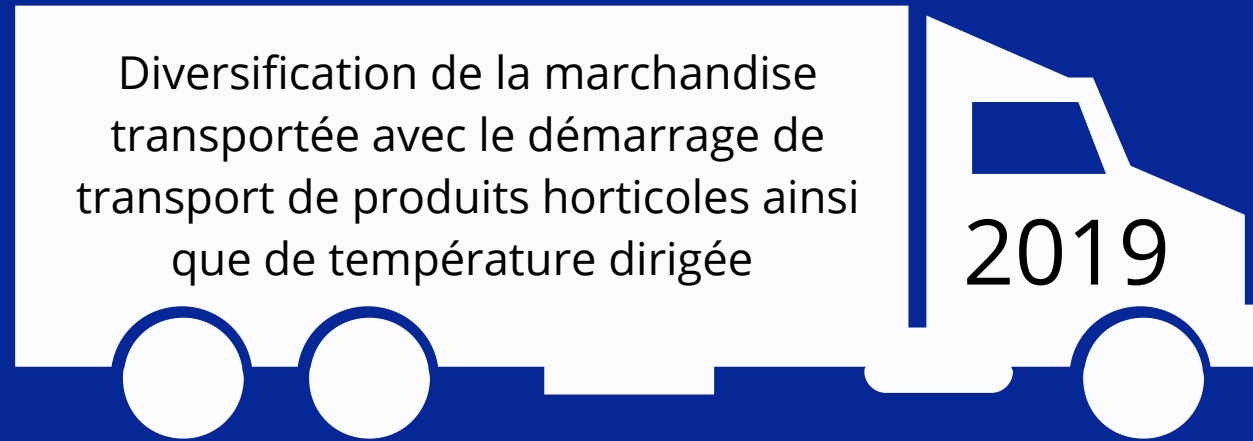 Diversification de la marchandise
transportée avec le démarrage de
transport de produits horticoles ainsi
que de température dirigée
2019